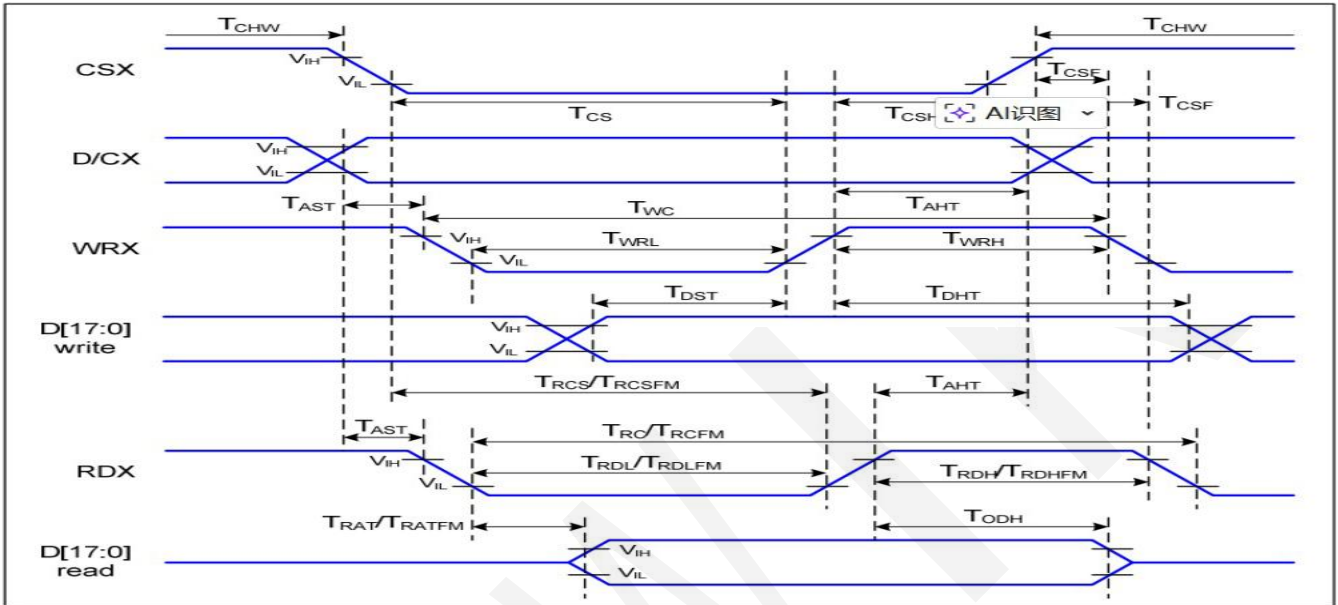 TCHW TCHW
CSX VIH VIL TCSF
TCS TCSH TCSF
AI识图
D/CX VIH VIL
TAST TWC TAHT
WRX VIH VIL TWRL TWRH
TDST TDHT
D[17:0] VIH
write VIL
TRCS/TRCSFM TAHT
TAST TRC/TRCFM
RDX VIH VIL TRDL/TRDLFM TRDH/TRDHFM
TRAT/TRATFM TODH
D[17:0] VIH
read VIL